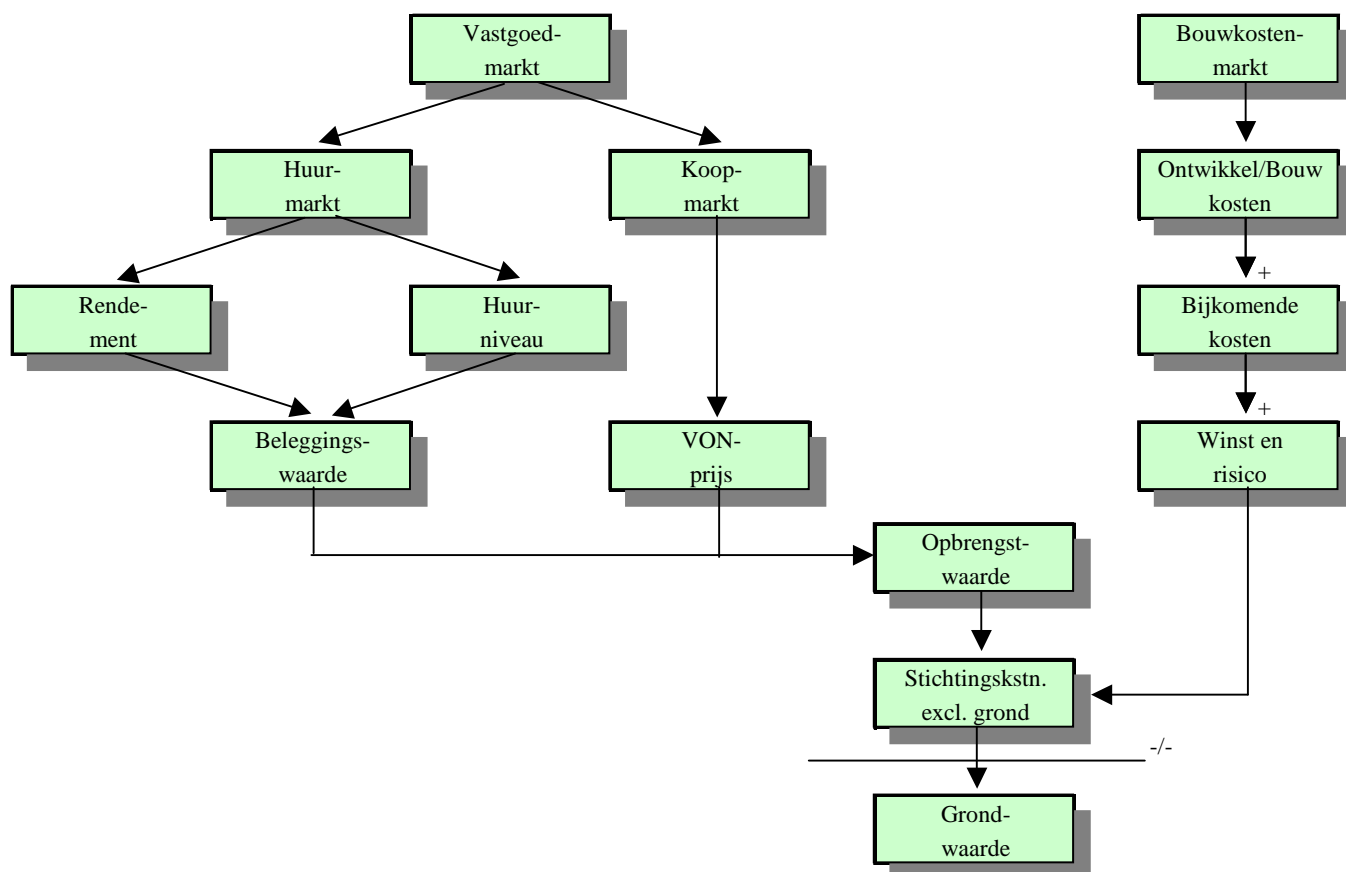 Vastgoed-
markt
Bouwkosten-
markt
Huur-
markt
Koop-
markt
Ontwikkel/Bouw
kosten
+
Rende-
ment
Huur-
niveau
Bijkomende
kosten
+
Beleggings-
waarde
VON-
prijs
Winst en
risico
Opbrengst-
waarde
Stichtingskstn.
excl. grond
-/-
Grond-
waarde